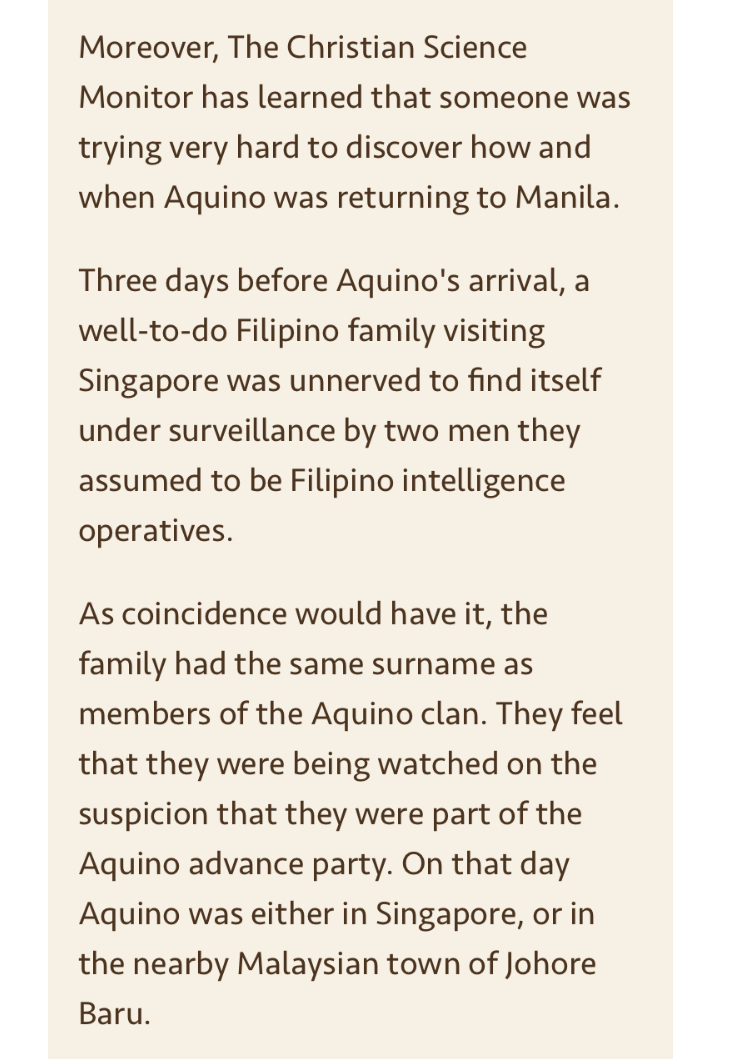 Moreover, The Christian Science
Monitor has learned that someone was
trying very hard to discover how and
when Aquino was returning to Manila.
Three days before Aquino's arrival, a
well-to-do Filipino family visiting
Singapore was unnerved to find itself
under surveillance by two men they
assumed to be Filipino intelligence
operatives.
As coincidence would have it, the
family had the same surname as
members of the Aquino clan. They feel
that they were being watched on the
suspicion that they were part of the
Aquino advance party. On that day
Aquino was either in Singapore, or in
the nearby Malaysian town of Johore
Baru.